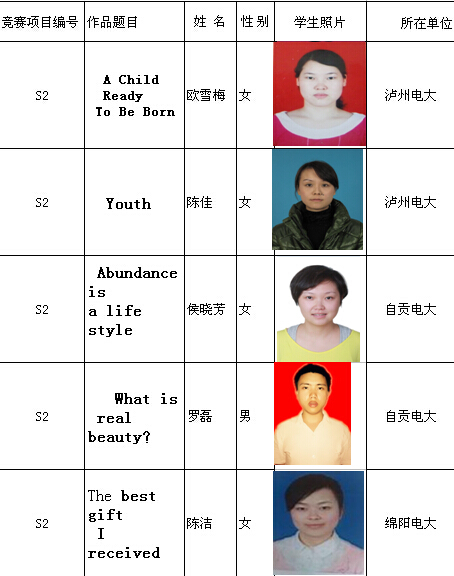 竞赛项目编号 作品题目 姓 名 性 别 学生照片 所在单位
S2 A Child
Ready
To Be Born 欧雪梅 女 泸州电大
S2 Youth 陈佳 女 泸州电大
S2 Abundance
is
a life
style 侯晓芳 女 自贡电大
S2 What is
real
beauty? 罗磊 男 自贡电大
S2 The best
gift
I
received 陈洁 女 绵阳电大